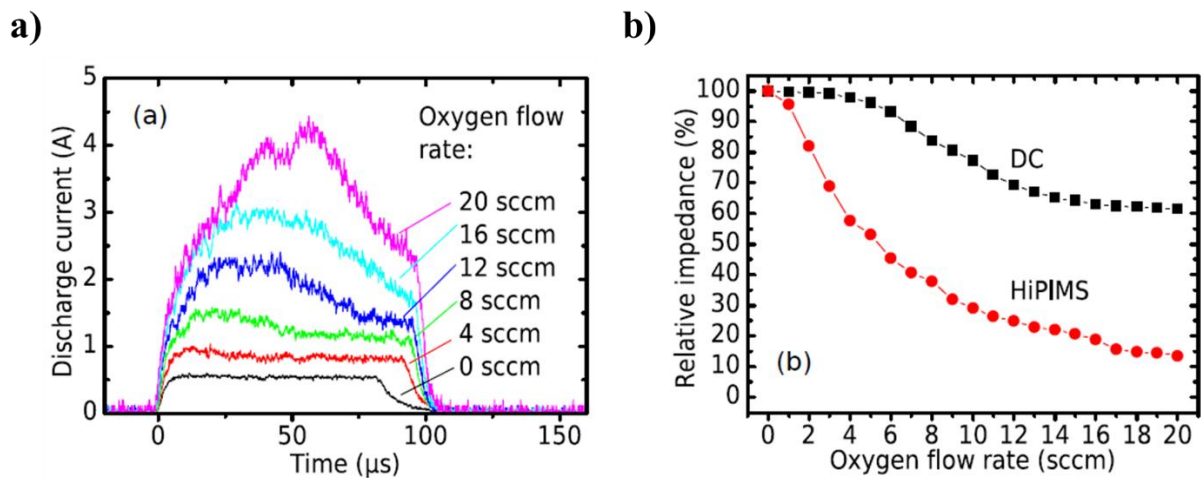 a)
b)
(a)
Oxygen flow
rate:
20 sccm
16 sccm
12 sccm
8 sccm
4 sccm
0 sccm
5
4
3
2
1
0
Discharge current (A)
0
50
100
150
Time (µs)
100
90
80
70
60
50
40
30
20
10
0
Relative impedance (%)
DC
HiPIMS
(b)
0 2 4 6 8 10 12 14 16 18 20
Oxygen flow rate (sccm)